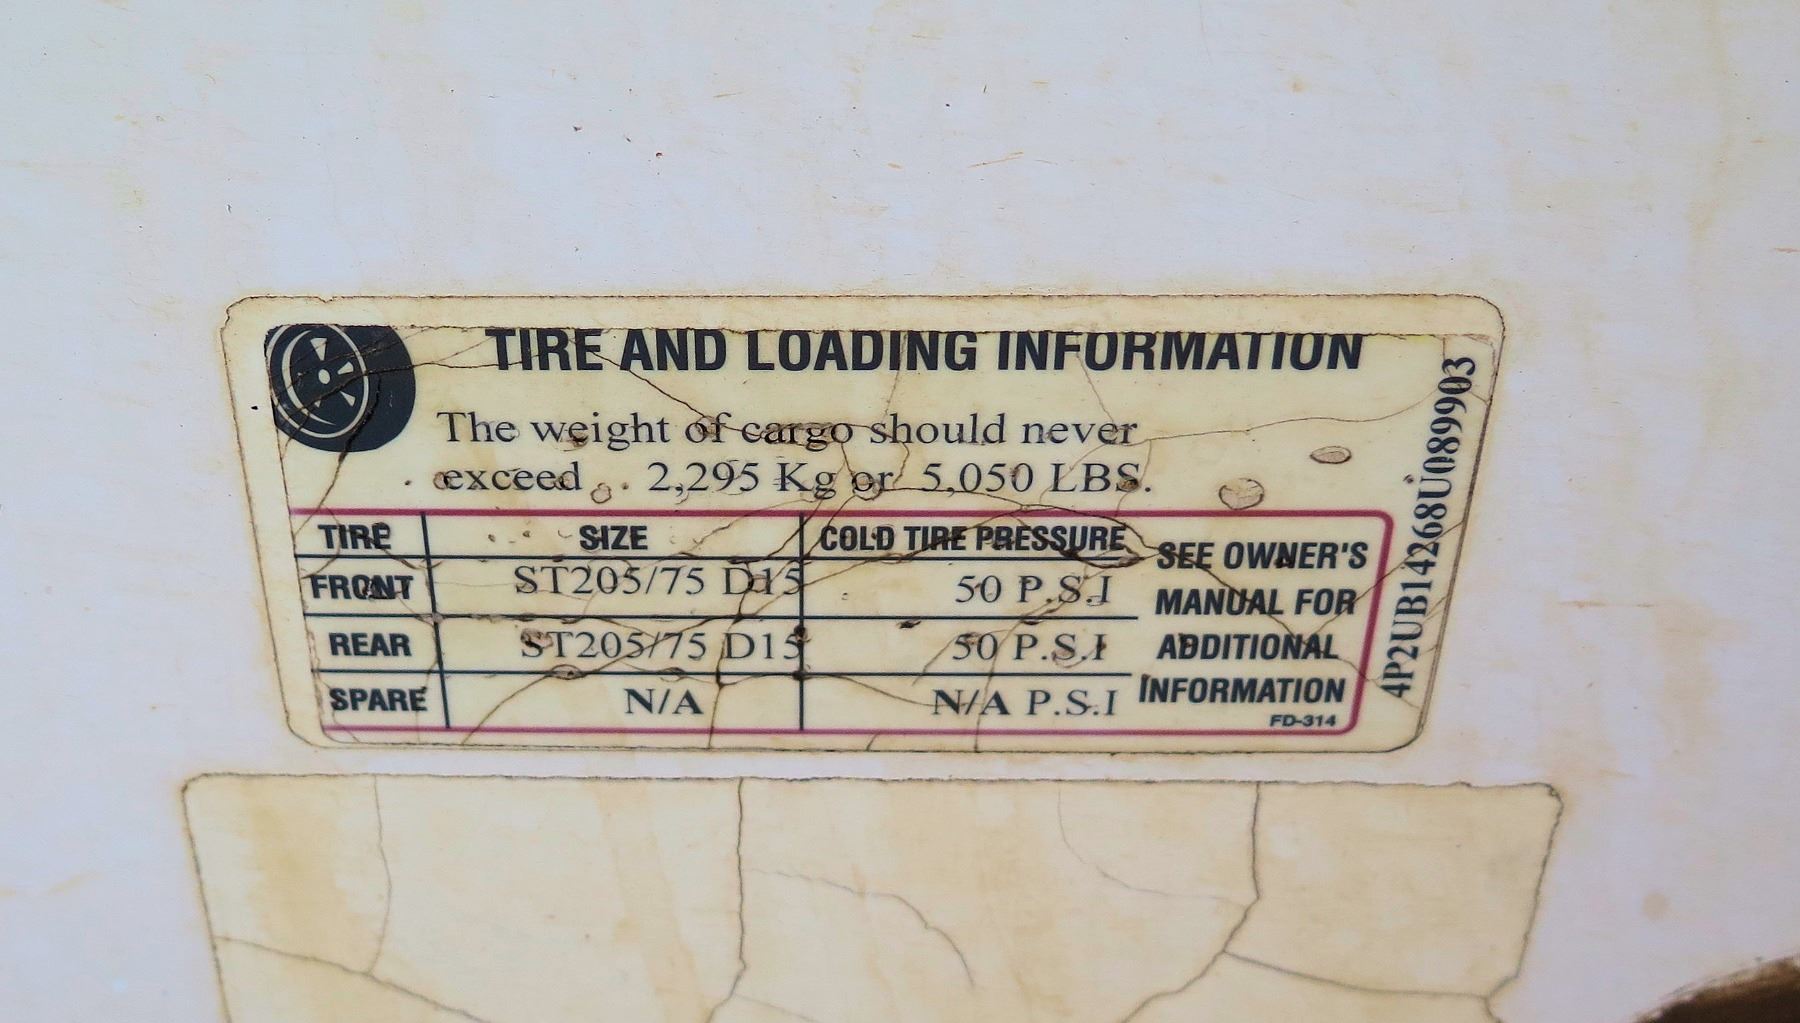 TIRE AND LOADING INFORMATION
The weight of cargo should never
exceed 2,295 Kg or 5,050 LBS.
TIRE SIZE COLD TIRE PRESSURE
FRONT ST205/75 D15 50 P.S.I
REAR ST205/75 D15 50 P.S.I
SPARE N/A N/A P.S.I
SEE OWNER'S
MANUAL FOR
ADDITIONAL
INFORMATION
FD-314
4P2UB14268U089903